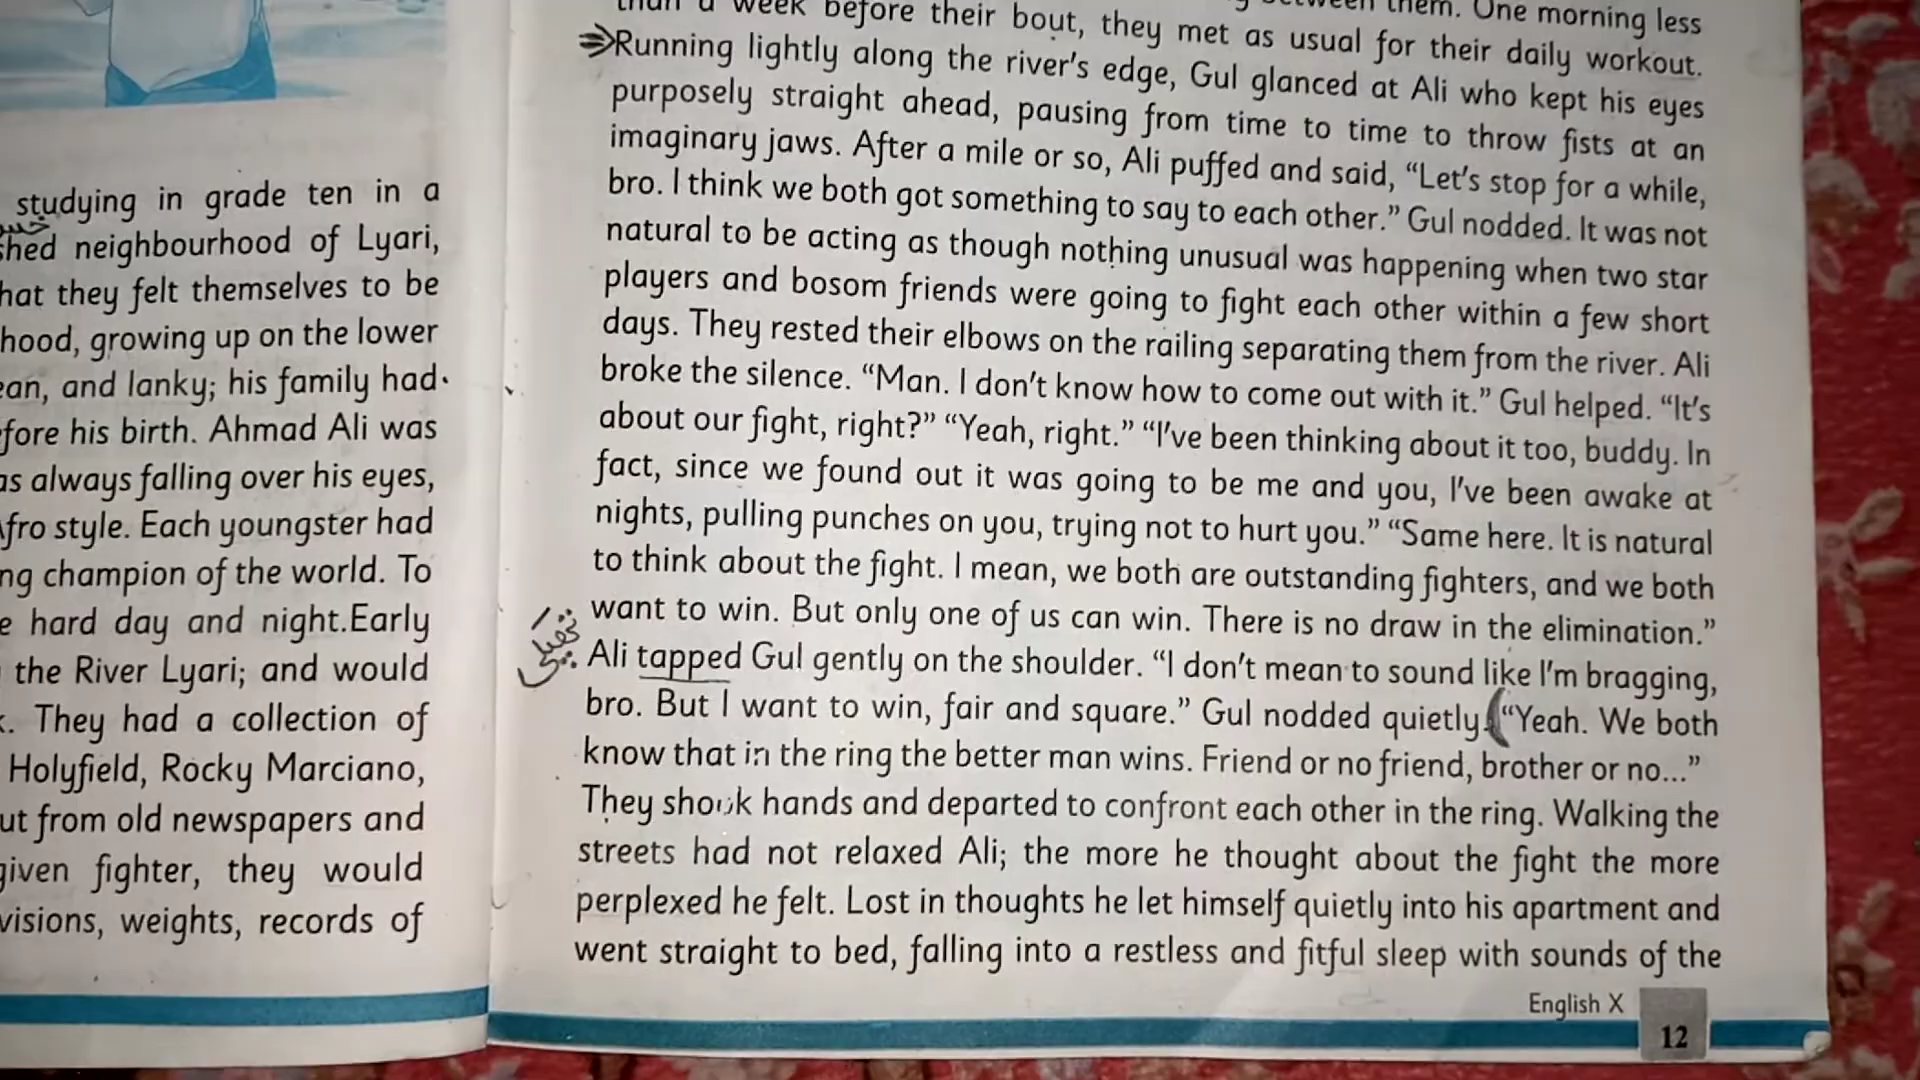 studying in grade ten in a
neighbourhood of Lyari,
they felt themselves to be
hood, growing up on the lower
and lanky; his family had
his birth. Ahmad Ali was
always falling over his eyes,
style. Each youngster had
champion of the world. To
hard day and night.Early
the River Lyari; and would
They had a collection of
Holyfield, Rocky Marciano,
from old newspapers and
given fighter, they would
visions, weights, records of
them. One morning less
than a week before their bout, they met as usual for their daily workout.
Running lightly along the river's edge, Gul glanced at Ali who kept his eyes
purposely straight ahead, pausing from time to time to throw fists at an
imaginary jaws. After a mile or so, Ali puffed and said, “Let's stop for a while,
bro. I think we both got something to say to each other.” Gul nodded. It was not
natural to be acting as though nothing unusual was happening when two star
players and bosom friends were going to fight each other within a few short
days. They rested their elbows on the railing separating them from the river. Ali
broke the silence. “Man. I don't know how to come out with it.” Gul helped. “It's
about our fight, right?” “Yeah, right.” “I've been thinking about it too, buddy. In
fact, since we found out it was going to be me and you, I've been awake at
nights, pulling punches on you, trying not to hurt you.” “Same here. It is natural
to think about the fight. I mean, we both are outstanding fighters, and we both
want to win. But only one of us can win. There is no draw in the elimination.”
Ali tapped Gul gently on the shoulder. “I don't mean to sound like I'm bragging,
bro. But I want to win, fair and square.” Gul nodded quietly. “Yeah. We both
know that in the ring the better man wins. Friend or no friend, brother or no...”
They shook hands and departed to confront each other in the ring. Walking the
streets had not relaxed Ali; the more he thought about the fight the more
perplexed he felt. Lost in thoughts he let himself quietly into his apartment and
went straight to bed, falling into a restless and fitful sleep with sounds of the
English X
12